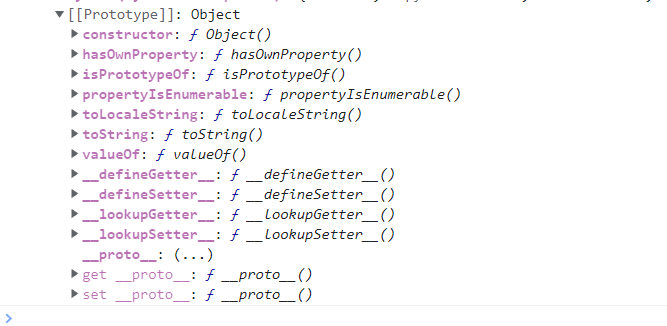 ▼[[Prototype]]: Object
▶constructor: ƒ Object()
▶hasOwnProperty: ƒ hasOwnProperty()
▶isPrototypeOf: ƒ isPrototypeOf()
▶propertyIsEnumerable: ƒ propertyIsEnumerable()
▶toLocaleString: ƒ toLocaleString()
▶toString: ƒ toString()
▶valueOf: ƒ valueOf()
▶__defineGetter__: ƒ __defineGetter__()
▶__defineSetter__: ƒ __defineSetter__()
▶__lookupGetter__: ƒ __lookupGetter__()
▶__lookupSetter__: ƒ __lookupSetter__()
__proto__: (...)
▶get __proto__: ƒ __proto__()
▶set __proto__: ƒ __proto__()
>